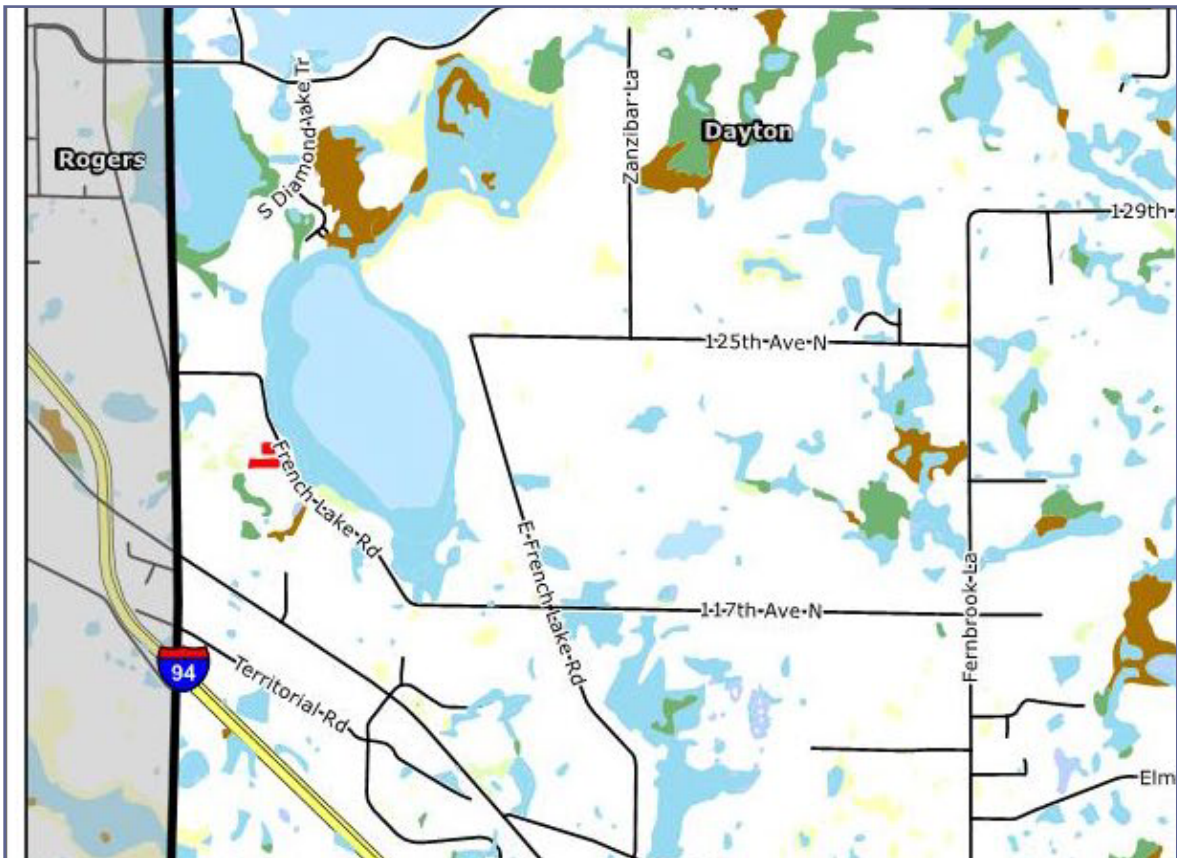 Rogers
S Diamond Lake Tr
Zanzibar La
Dayton
129th
125th Ave N
French Lake Rd
E French Lake Rd
117th Ave N
Fernbrook La
94
Territorial Rd
Elm